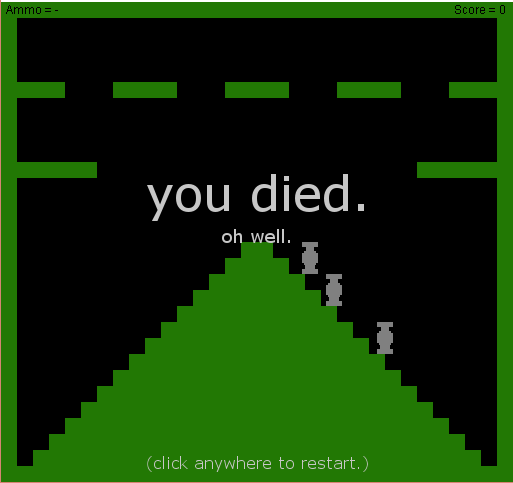 Ammo = - Score = 0
you died.
oh well.
(click anywhere to restart.)